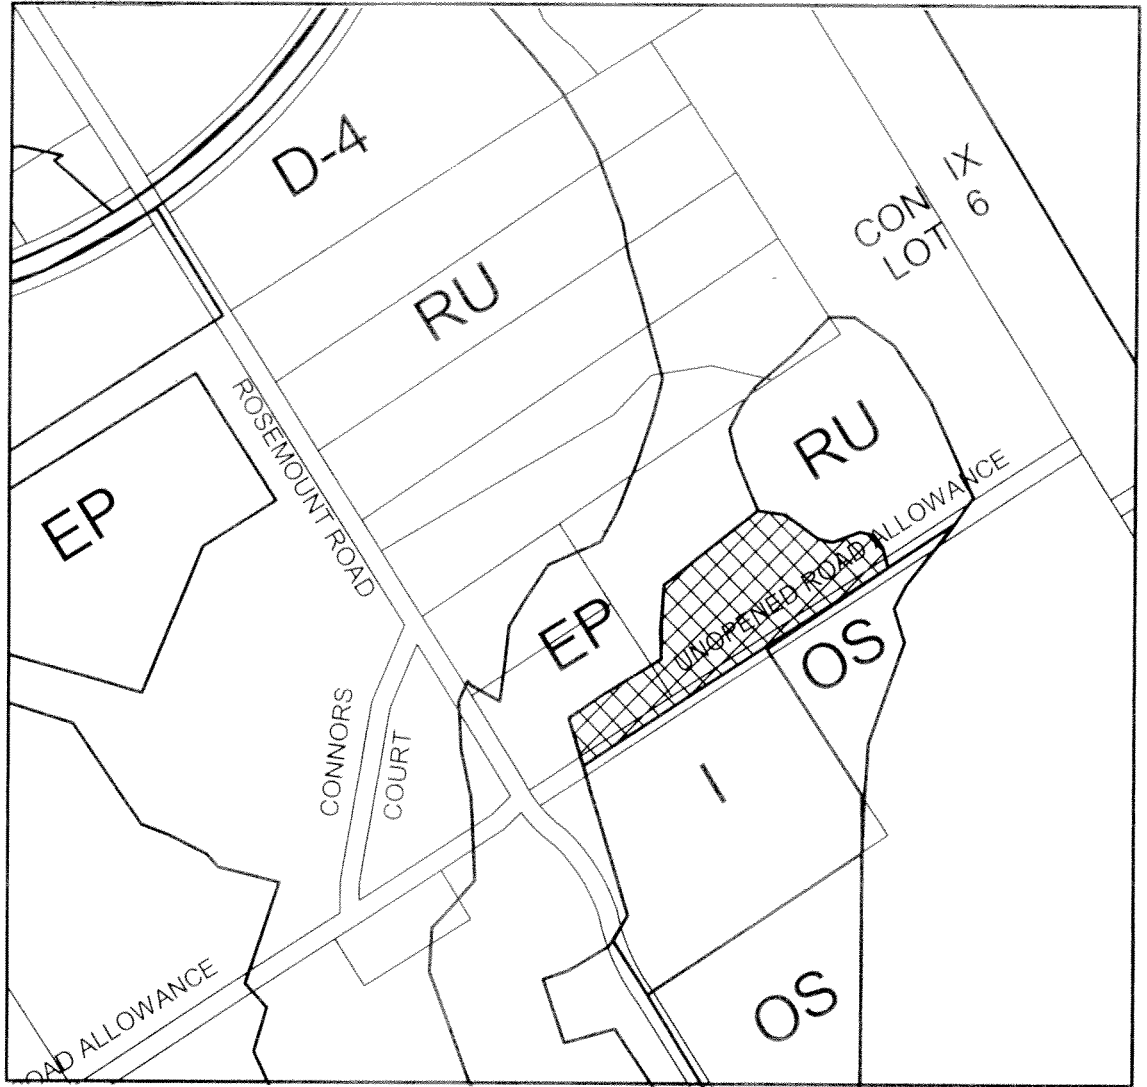 D-4
CON IX
LOT 6
RU
ROSEMOUNT ROAD
RU
EP
UNOPENED ROAD ALLOWANCE
EP
OS
CONNORS
COURT
I
OAD ALLOWANCE
OS